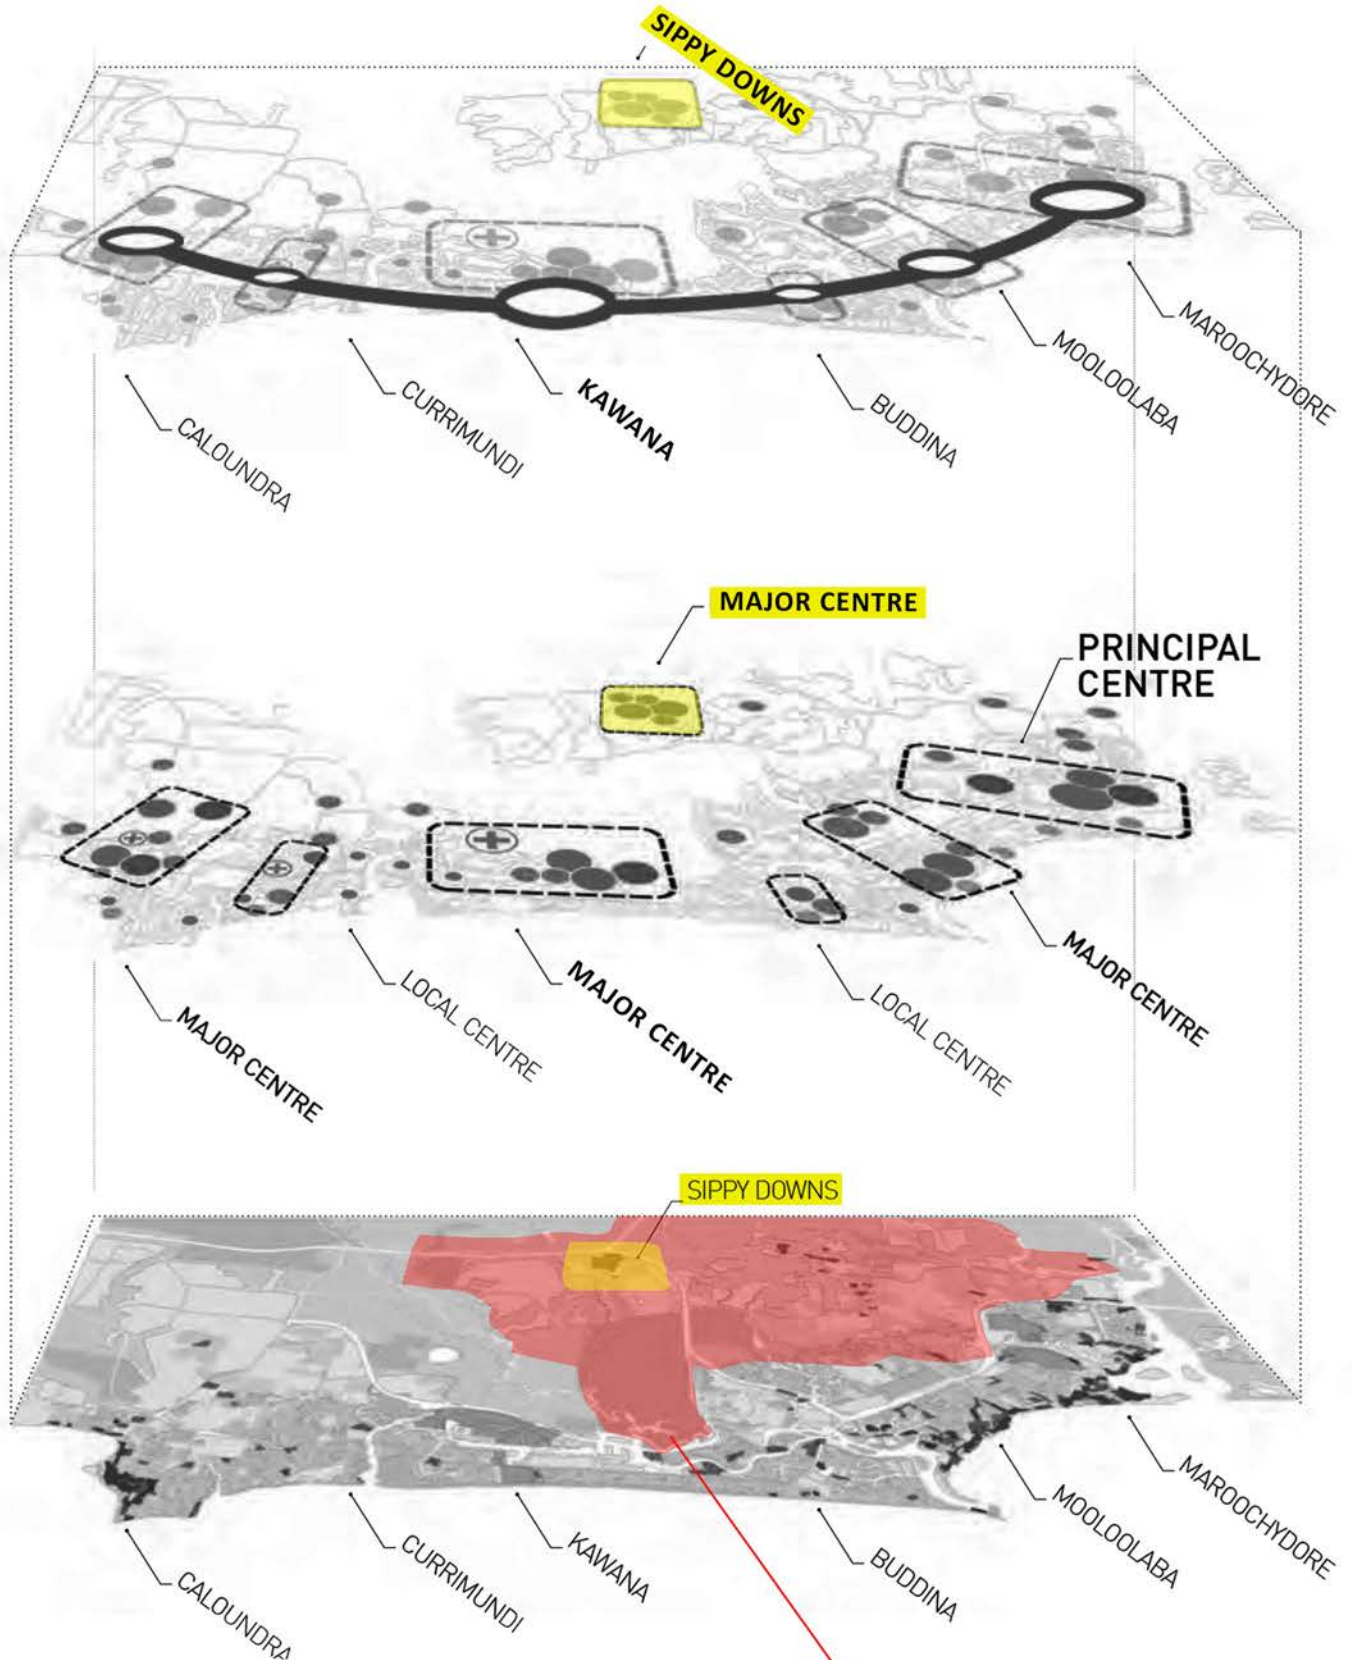 SIPPY DOWNS
MAROOCHYDORE
MOOLOOLABA
BUDDINA
KAWANA
CURRIMUNDI
CALOUNDRA
MAJOR CENTRE
PRINCIPAL
CENTRE
MAJOR CENTRE
LOCAL CENTRE
MAJOR CENTRE
LOCAL CENTRE
MAJOR CENTRE
SIPPY DOWNS
MAROOCHYDORE
MOOLOOLABA
BUDDINA
KAWANA
CURRIMUNDI
CALOUNDRA